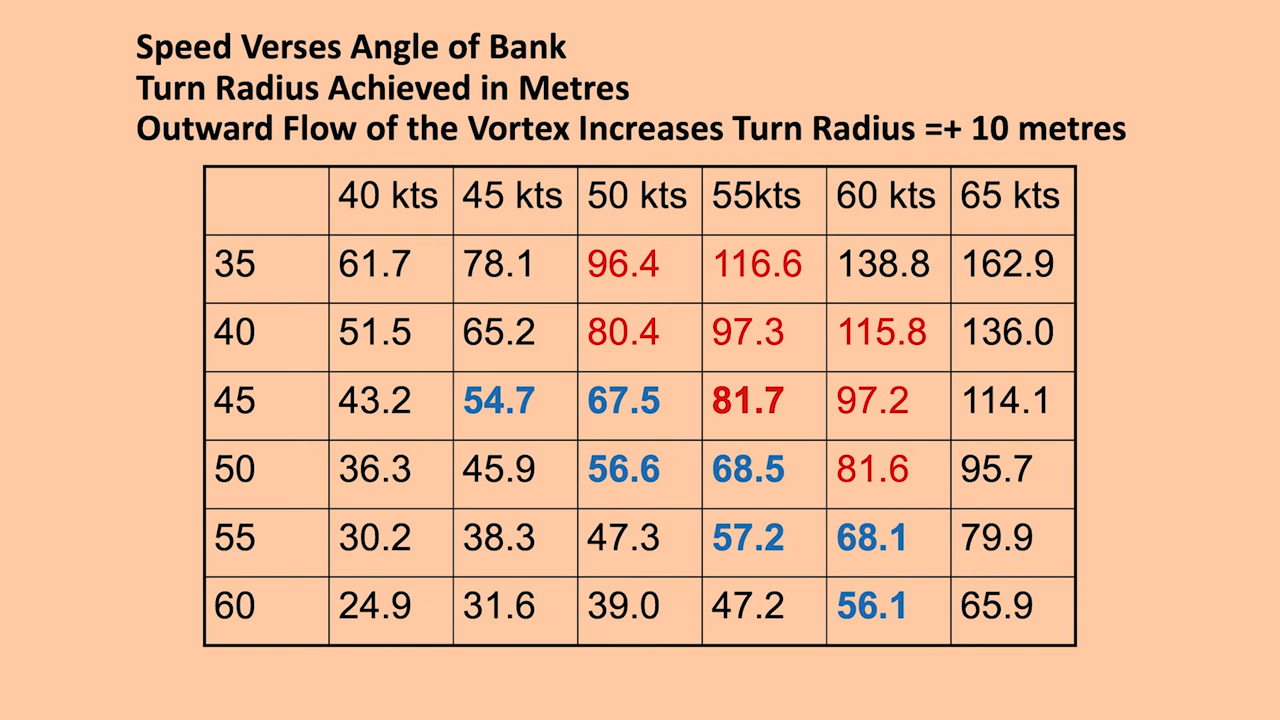 Speed Verses Angle of Bank
Turn Radius Achieved in Metres
Outward Flow of the Vortex Increases Turn Radius =+ 10 metres
40 kts 45 kts 50 kts 55kts 60 kts 65 kts
35 61.7 78.1 96.4 116.6 138.8 162.9
40 51.5 65.2 80.4 97.3 115.8 136.0
45 43.2 54.7 67.5 81.7 97.2 114.1
50 36.3 45.9 56.6 68.5 81.6 95.7
55 30.2 38.3 47.3 57.2 68.1 79.9
60 24.9 31.6 39.0 47.2 56.1 65.9